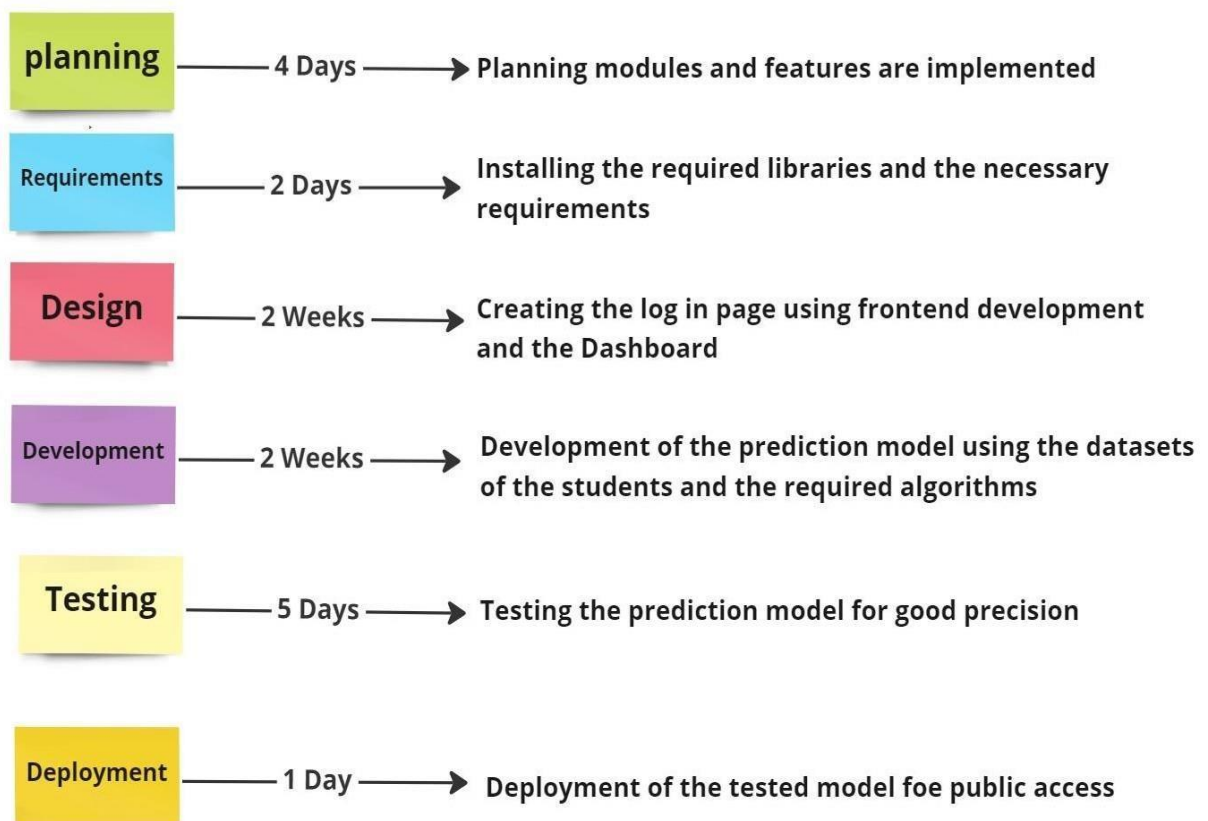 planning
4 Days
Planning modules and features are implemented
Requirements
2 Days
Installing the required libraries and the necessary
requirements
Design
2 Weeks
Creating the log in page using frontend development
and the Dashboard
Development
2 Weeks
Development of the prediction model using the datasets
of the students and the required algorithms
Testing
5 Days
Testing the prediction model for good precision
Deployment
1 Day
Deployment of the tested model foe public access